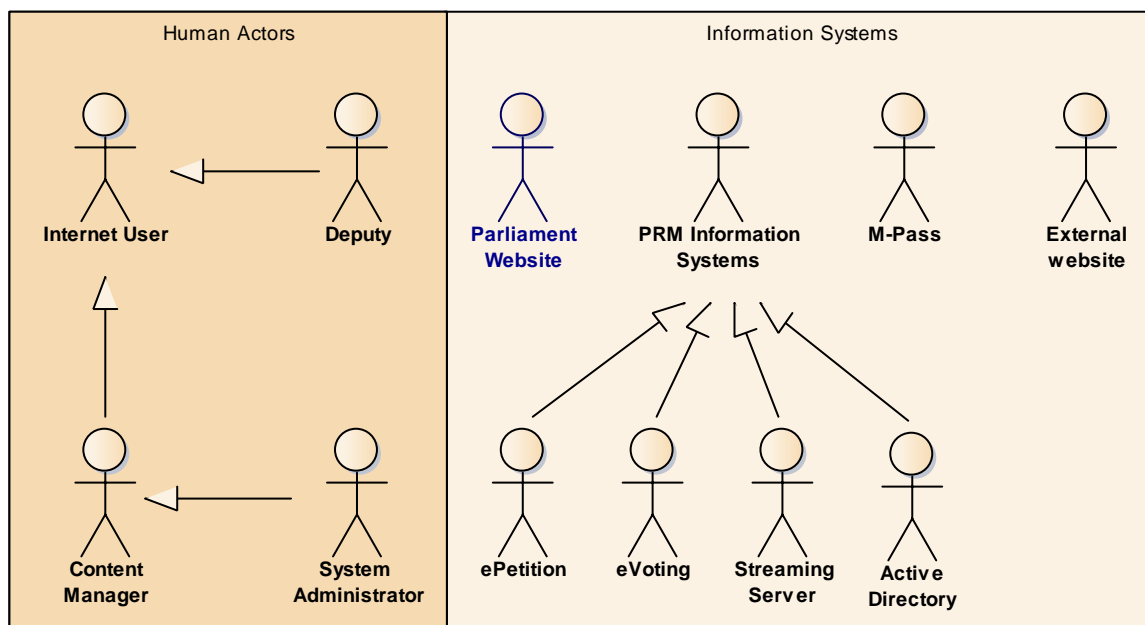 Human Actors
Information Systems
Internet User
Deputy
Parliament
Website
PRM Information
Systems
M-Pass
External
website
Content
Manager
System
Administrator
ePetition
eVoting
Streaming
Server
Active
Directory